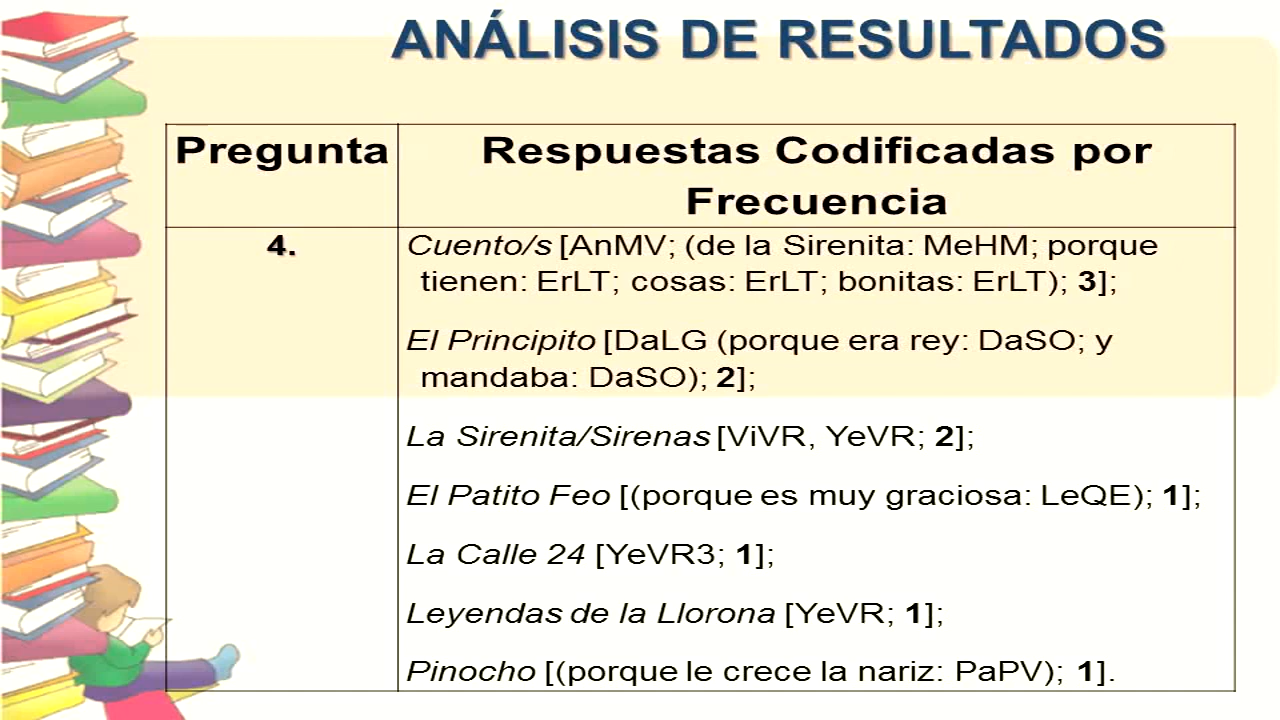 ANÁLISIS DE RESULTADOS
Pregunta
Respuestas Codificadas por
Frecuencia
4.
Cuento/s [AnMV; (de la Sirenita: MeHM; porque
tienen: ErLT; cosas: ErLT; bonitas: ErLT); 3];
El Principito [DaLG (porque era rey: DaSO; y
mandaba: DaSO); 2];
La Sirenita/Sirenas [ViVR, YeVR; 2];
El Patito Feo [(porque es muy graciosa: LeQE); 1];
La Calle 24 [YeVR3; 1];
Leyendas de la Llorona [YeVR; 1];
Pinocho [(porque le crece la nariz: PaPV); 1].